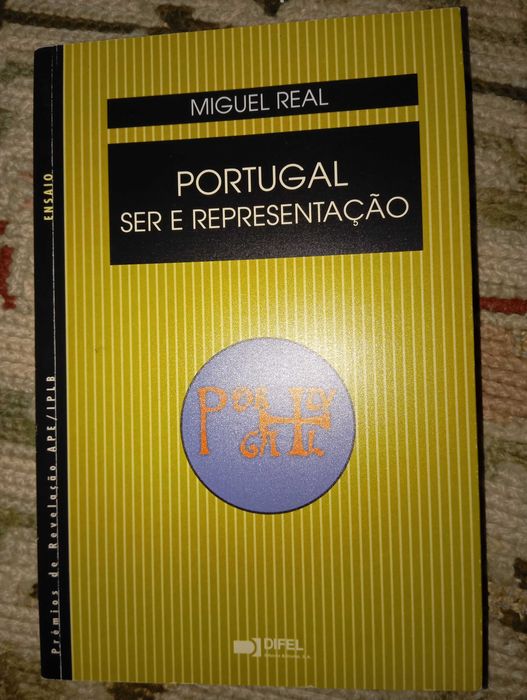 MIGUEL REAL
PORTUGAL
SER E REPRESENTAÇÃO
ENSAIO
Prémios de Revelação APE/IPLB
DIFEL